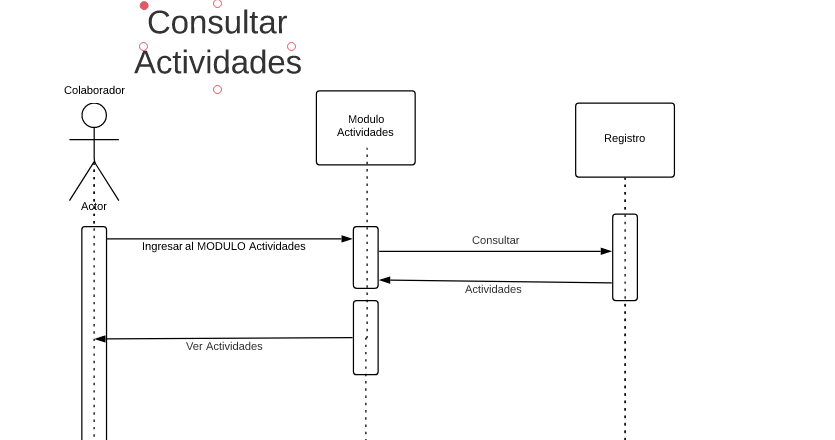 Consultar
Actividades
Colaborador
Modulo
Actividades
Registro
Actor
Ingresar al MODULO Actividades
Consultar
Actividades
Ver Actividades